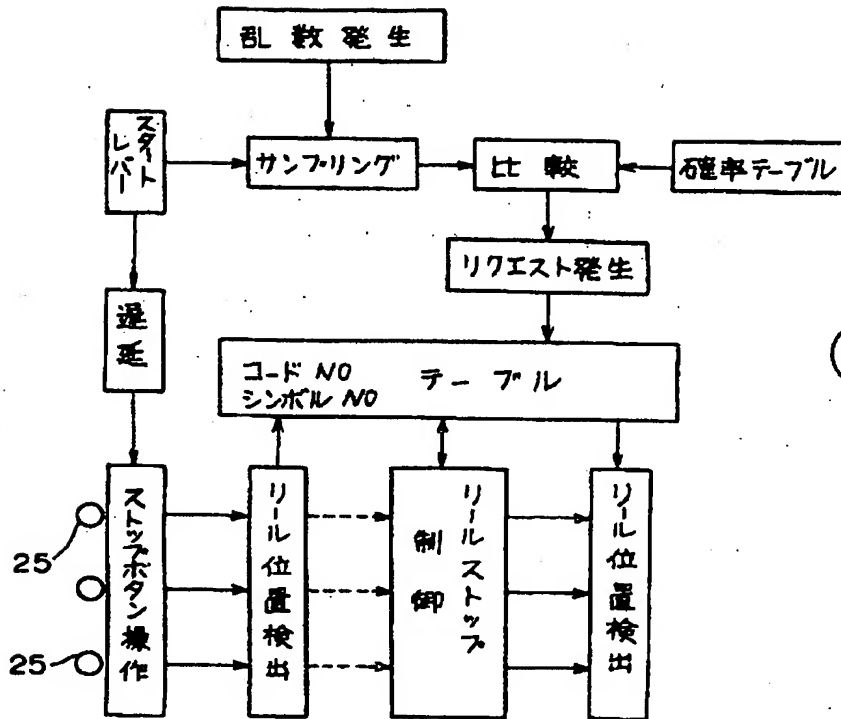 乱数発生
スタート
レバー
サンプリング
比較
確率テーブル
リクエスト発生
遅延
コード NO
シンボル NO
テーブル
ストップボタン操作
リール位置検出
リールストップ
制御
リール位置検出
25
25